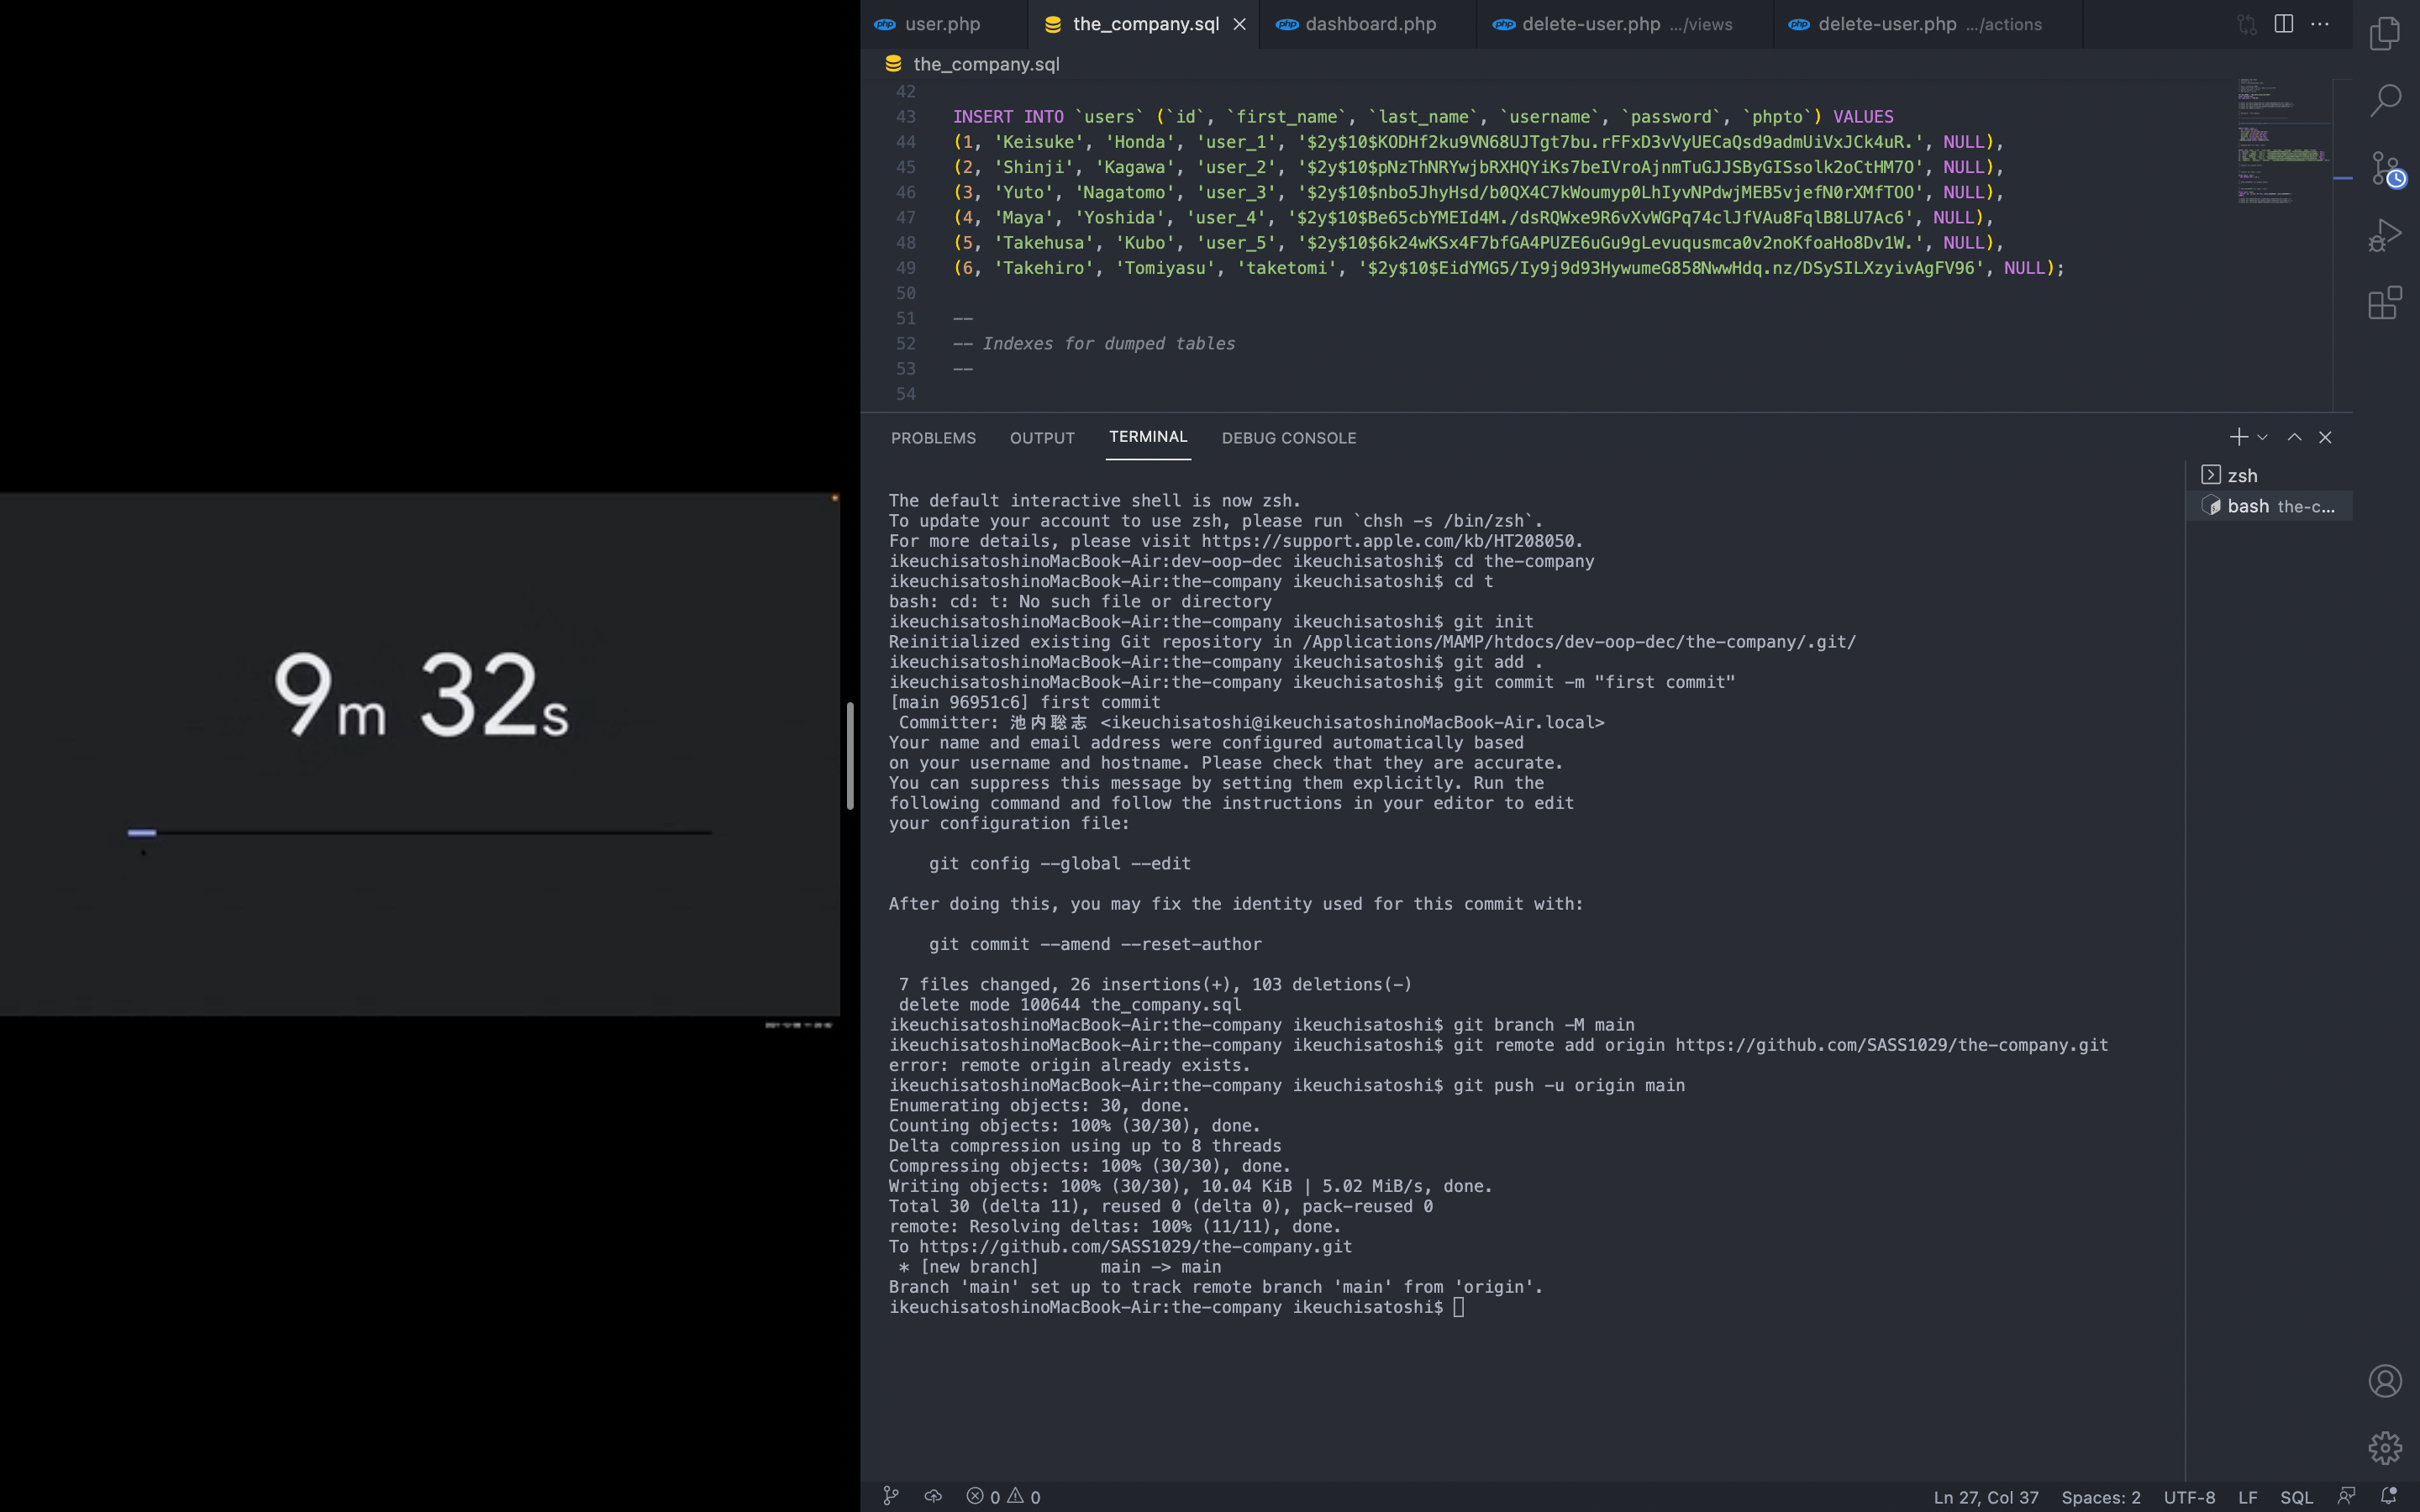 9m 32s
user.php
the_company.sql
dashboard.php
delete-user.php .../views
delete-user.php .../actions
the_company.sql
42
43 INSERT INTO `users` (`id`, `first_name`, `last_name`, `username`, `password`, `phpto`) VALUES
44 (1, 'Keisuke', 'Honda', 'user_1', '$2y$10$KODHf2ku9VN68UJTgt7bu.rFFxD3vVyUECaQsd9admUiVxJCk4uR.', NULL),
45 (2, 'Shinji', 'Kagawa', 'user_2', '$2y$10$pNzThNRYwjbRXHQYiKs7beIVroAjnmTuGJJSByGISsolk2oCtHM7O', NULL),
46 (3, 'Yuto', 'Nagatomo', 'user_3', '$2y$10$nbo5JhyHsd/b0QX4C7kWoumyp0LhIyvNPdwjMEB5vjefN0rXMfTOO', NULL),
47 (4, 'Maya', 'Yoshida', 'user_4', '$2y$10$Be65cbYMEId4M./dsRQWxe9R6vXvWGPq74clJfVAu8FqlB8LU7Ac6', NULL),
48 (5, 'Takehusa', 'Kubo', 'user_5', '$2y$10$6k24wKSx4F7bfGA4PUZE6uGu9gLevuqusmca0v2noKfoaHo8Dv1W.', NULL),
49 (6, 'Takehiro', 'Tomiyasu', 'taketomi', '$2y$10$EidYMG5/Iy9j9d93HywumeG858NwwHdq.nz/DSySILXzyivAgFV96', NULL);
50
51 --
52 -- Indexes for dumped tables
53 --
54
PROBLEMS OUTPUT TERMINAL DEBUG CONSOLE
zsh
bash the-c...
The default interactive shell is now zsh.
To update your account to use zsh, please run `chsh -s /bin/zsh`.
For more details, please visit https://support.apple.com/kb/HT208050.
ikeuchisatoshinoMacBook-Air:dev-oop-dec ikeuchisatoshi$ cd the-company
ikeuchisatoshinoMacBook-Air:the-company ikeuchisatoshi$ cd t
bash: cd: t: No such file or directory
ikeuchisatoshinoMacBook-Air:the-company ikeuchisatoshi$ git init
Reinitialized existing Git repository in /Applications/MAMP/htdocs/dev-oop-dec/the-company/.git/
ikeuchisatoshinoMacBook-Air:the-company ikeuchisatoshi$ git add .
ikeuchisatoshinoMacBook-Air:the-company ikeuchisatoshi$ git commit -m "first commit"
[main 96951c6] first commit
Committer: 池内聡志 <ikeuchisatoshi@ikeuchisatoshinoMacBook-Air.local>
Your name and email address were configured automatically based
on your username and hostname. Please check that they are accurate.
You can suppress this message by setting them explicitly. Run the
following command and follow the instructions in your editor to edit
your configuration file:
git config --global --edit
After doing this, you may fix the identity used for this commit with:
git commit --amend --reset-author
7 files changed, 26 insertions(+), 103 deletions(-)
delete mode 100644 the_company.sql
ikeuchisatoshinoMacBook-Air:the-company ikeuchisatoshi$ git branch -M main
ikeuchisatoshinoMacBook-Air:the-company ikeuchisatoshi$ git remote add origin https://github.com/SASS1029/the-company.git
error: remote origin already exists.
ikeuchisatoshinoMacBook-Air:the-company ikeuchisatoshi$ git push -u origin main
Enumerating objects: 30, done.
Counting objects: 100% (30/30), done.
Delta compression using up to 8 threads
Compressing objects: 100% (30/30), done.
Writing objects: 100% (30/30), 10.04 KiB | 5.02 MiB/s, done.
Total 30 (delta 11), reused 0 (delta 0), pack-reused 0
remote: Resolving deltas: 100% (11/11), done.
To https://github.com/SASS1029/the-company.git
* [new branch] main -> main
Branch 'main' set up to track remote branch 'main' from 'origin'.
ikeuchisatoshinoMacBook-Air:the-company ikeuchisatoshi$
0 0
Ln 27, Col 37 Spaces: 2 UTF-8 LF SQL